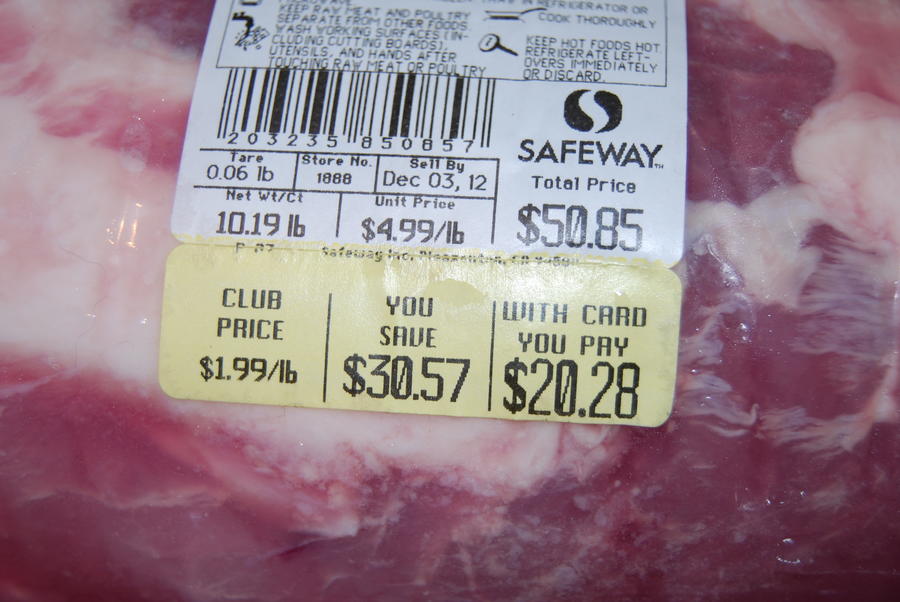 REFRIGERATOR OR
COOK THOROUGHLY
KEEP RAW MEAT AND POULTRY
SEPARATE FROM OTHER FOODS.
WASH WORKING SURFACES (IN-
CLUDING CUTTING BOARDS),
UTENSILS, AND HANDS AFTER
TOUCHING RAW MEAT OR POULTRY
KEEP HOT FOODS HOT.
REFRIGERATE LEFT-
OVERS IMMEDIATELY
OR DISCARD.
203235 850857
SAFEWAY™
Tare
0.06 lb
Store No.
1888
Sell By
Dec 03, 12
Total Price
$50.85
Net Wt/Ct
10.19 lb
Unit Price
$4.99/lb
Safeway Inc. Pleasanton, CA
CLUB
PRICE
$1.99/lb
YOU
SAVE
$30.57
WITH CARD
YOU PAY
$20.28